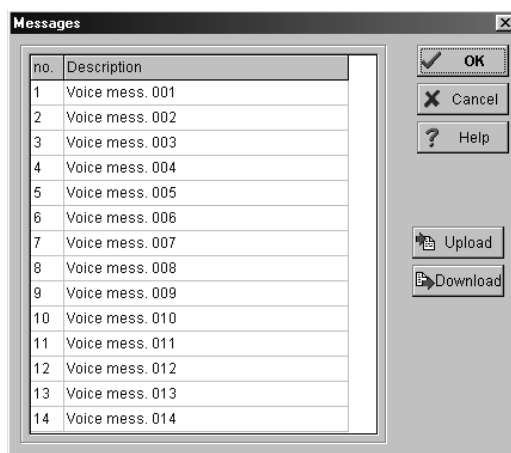 Messages
no. Description
1 Voice mess. 001
2 Voice mess. 002
3 Voice mess. 003
4 Voice mess. 004
5 Voice mess. 005
6 Voice mess. 006
7 Voice mess. 007
8 Voice mess. 008
9 Voice mess. 009
10 Voice mess. 010
11 Voice mess. 011
12 Voice mess. 012
13 Voice mess. 013
14 Voice mess. 014
OK
Cancel
Help
Upload
Download